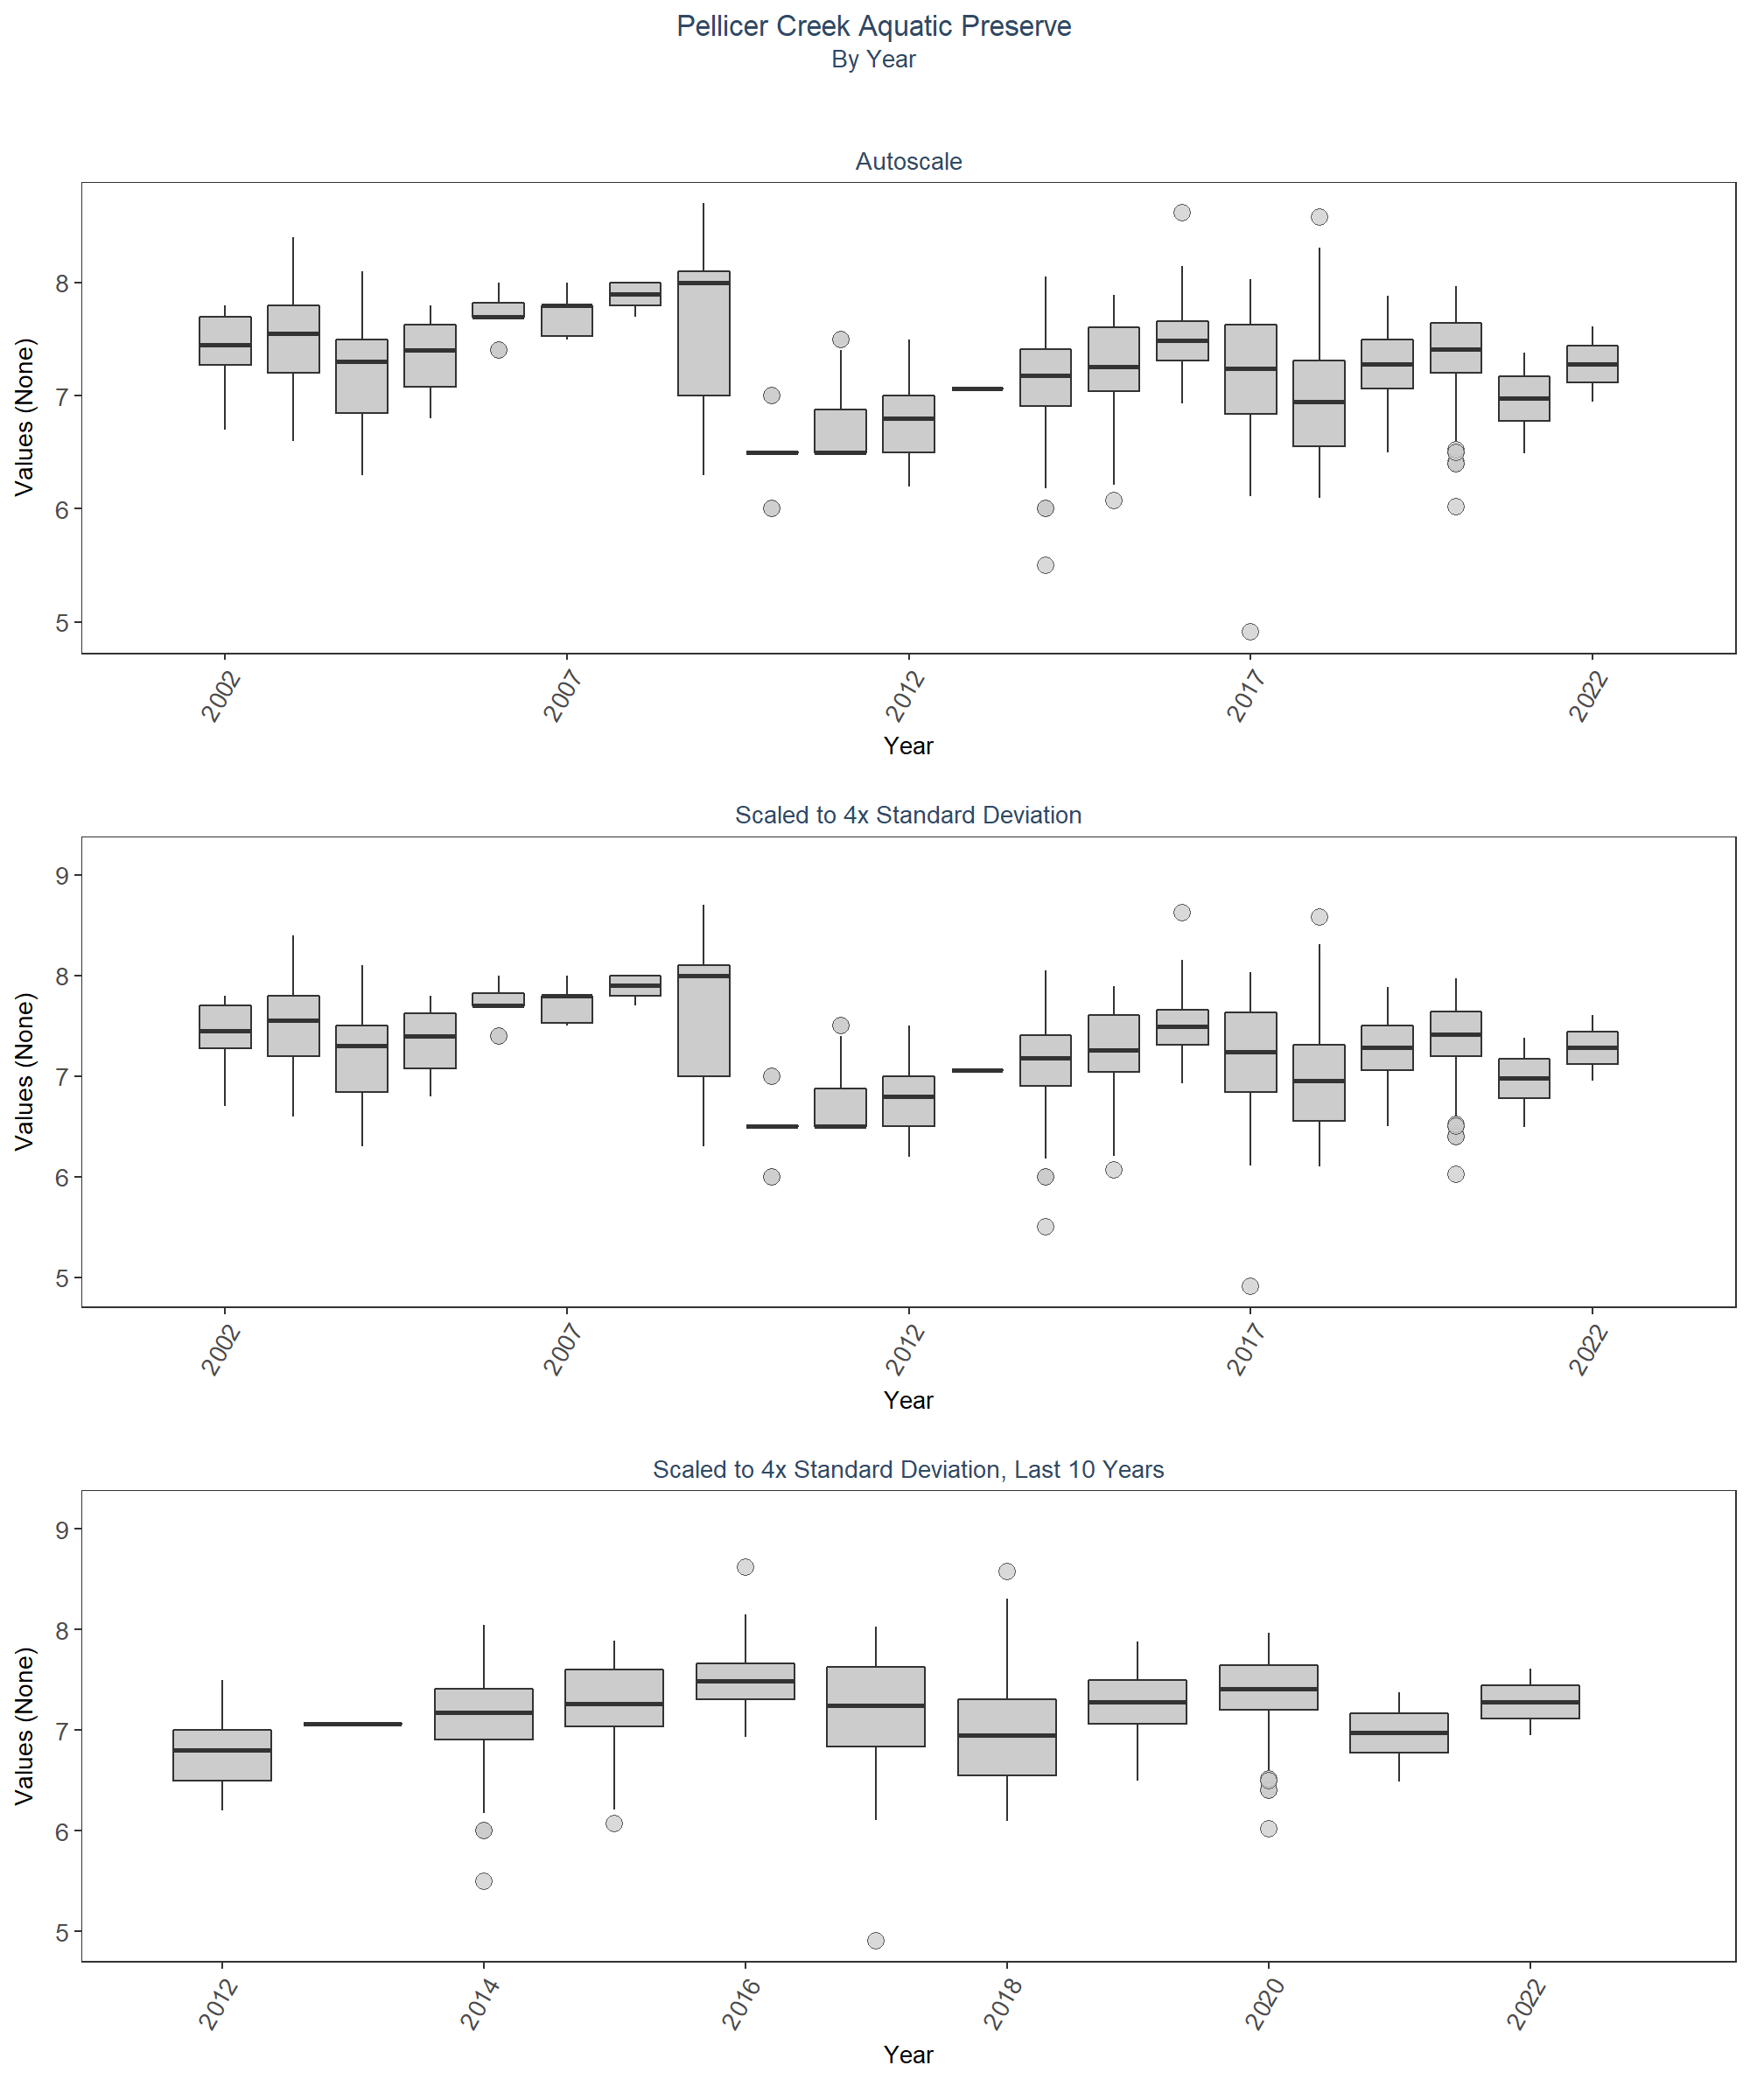 Pellicer Creek Aquatic Preserve
By Year
Autoscale
Values (None)
8
7
6
5
2002
2007
2012
2017
2022
Year
Scaled to 4x Standard Deviation
Values (None)
9
8
7
6
5
2002
2007
2012
2017
2022
Year
Scaled to 4x Standard Deviation, Last 10 Years
Values (None)
9
8
7
6
5
2012
2014
2016
2018
2020
2022
Year